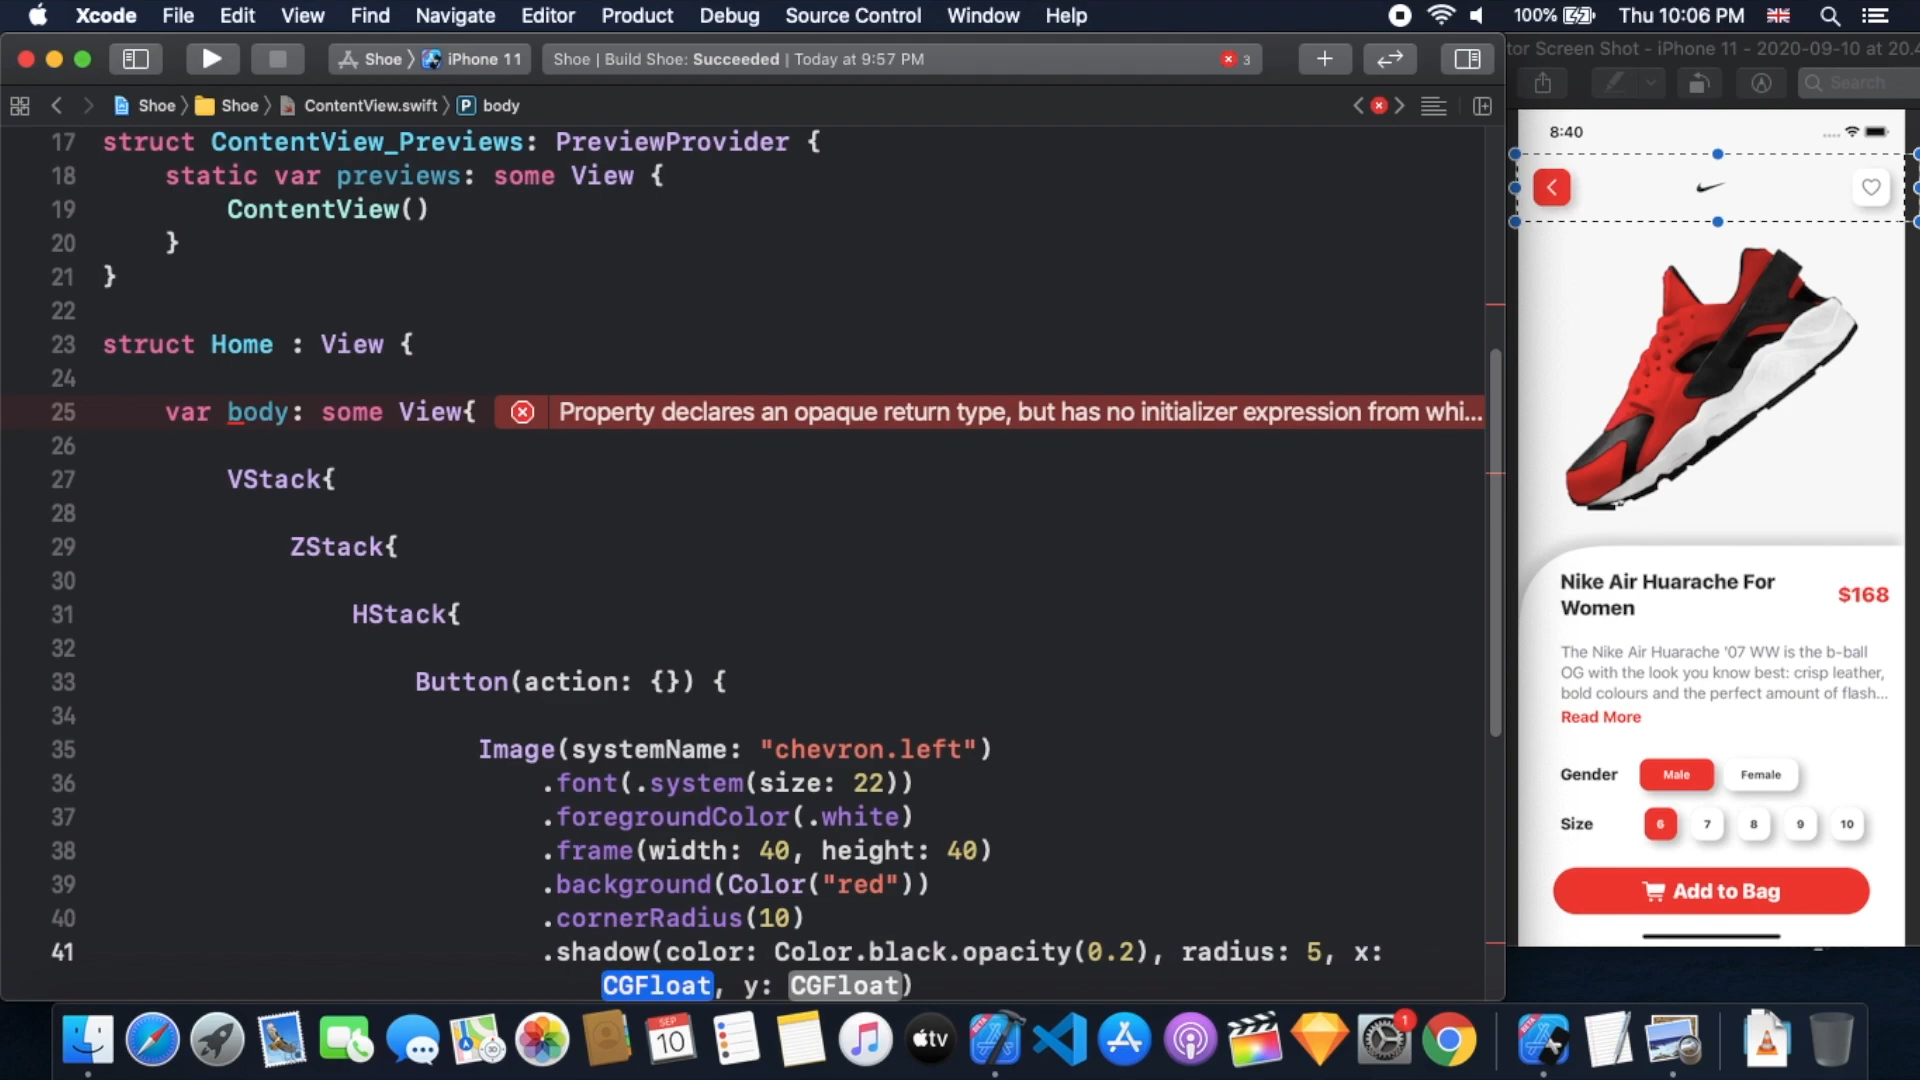 Xcode File Edit View Find Navigate Editor Product Debug Source Control Window Help
100% Thu 10:06 PM
Shoe 〉 iPhone 11
Shoe | Build Shoe: Succeeded | Today at 9:57 PM
3
tor Screen Shot - iPhone 11 - 2020-09-10 at 20.4
Search
Shoe 〉 Shoe 〉 ContentView.swift 〉 P body
17 struct ContentView_Previews: PreviewProvider {
18 static var previews: some View {
19 ContentView()
20 }
21 }
22
23 struct Home : View {
24
25 var body: some View{
Property declares an opaque return type, but has no initializer expression from whi...
26
27 VStack{
28
29 ZStack{
30
31 HStack{
32
33 Button(action: {}) {
34
35 Image(systemName: "chevron.left")
36 .font(.system(size: 22))
37 .foregroundColor(.white)
38 .frame(width: 40, height: 40)
39 .background(Color("red"))
40 .cornerRadius(10)
41 .shadow(color: Color.black.opacity(0.2), radius: 5, x:
CGFloat, y: CGFloat)
8:40
Nike Air Huarache For
Women
$168
The Nike Air Huarache '07 WW is the b-ball
OG with the look you know best: crisp leather,
bold colours and the perfect amount of flash...
Read More
Gender Male Female
Size 6 7 8 9 10
Add to Bag
SEP
10
tv
1